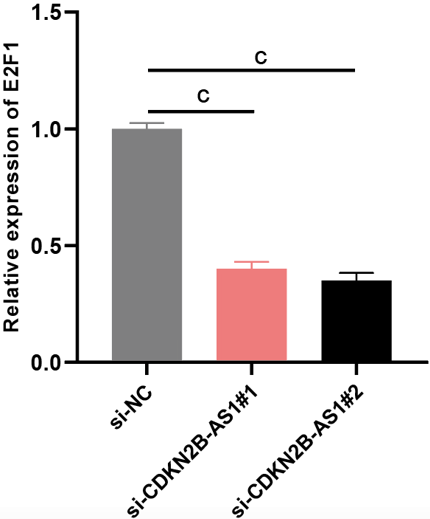 Relative expression of E2F1
1.5
1.0
0.5
0.0
c
c
si-NC
si-CDKN2B-AS1#1
si-CDKN2B-AS1#2